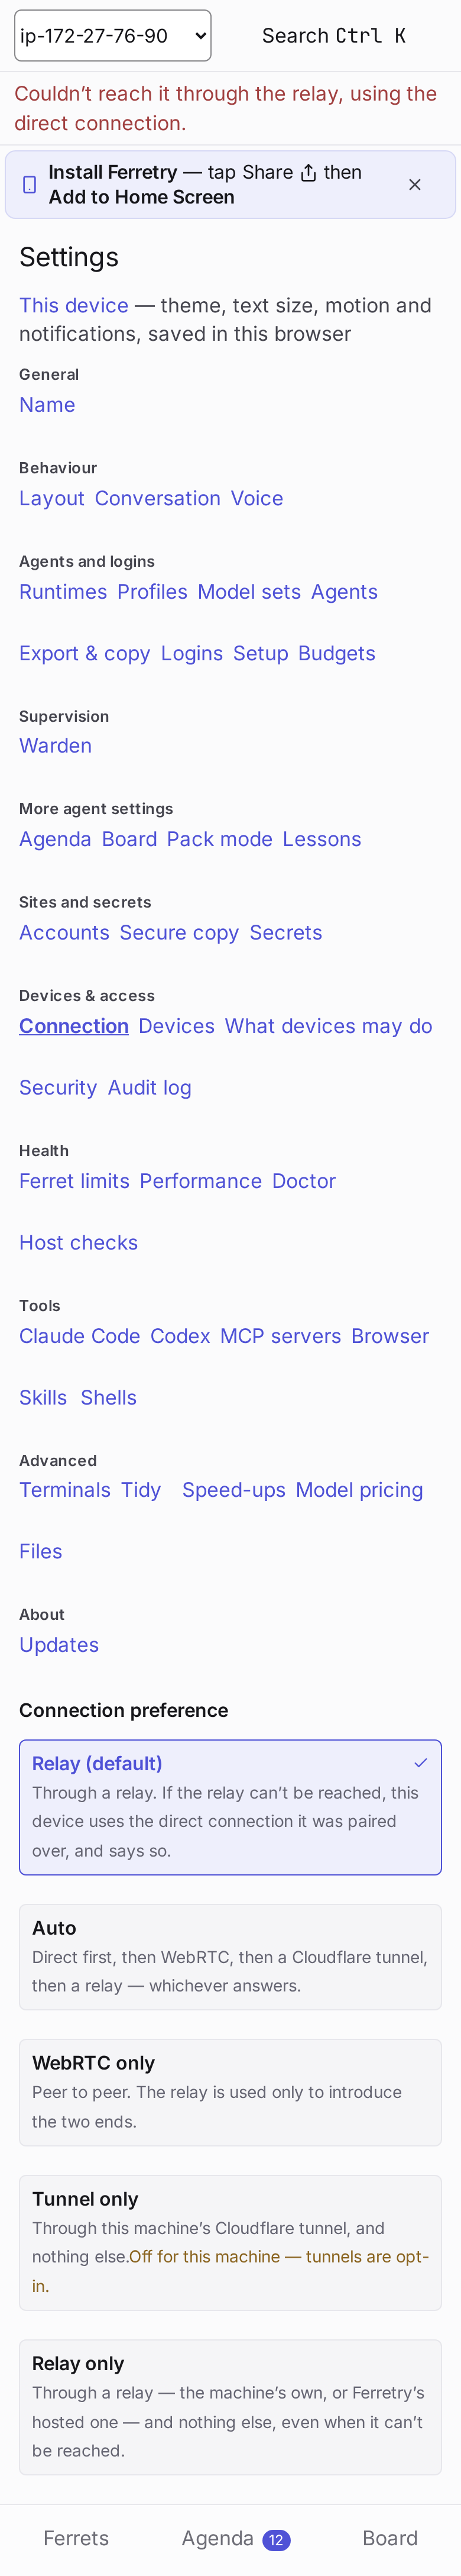 ip-172-27-76-90 Search Ctrl K
Couldn’t reach it through the relay, using the
direct connection.
Install Ferretry — tap Share then
Add to Home Screen
Settings
This device — theme, text size, motion and
notifications, saved in this browser
General
Name
Behaviour
Layout Conversation Voice
Agents and logins
Runtimes Profiles Model sets Agents
Export & copy Logins Setup Budgets
Supervision
Warden
More agent settings
Agenda Board Pack mode Lessons
Sites and secrets
Accounts Secure copy Secrets
Devices & access
Connection Devices What devices may do
Security Audit log
Health
Ferret limits Performance Doctor
Host checks
Tools
Claude Code Codex MCP servers Browser
Skills Shells
Advanced
Terminals Tidy Speed-ups Model pricing
Files
About
Updates
Connection preference
Relay (default)
Through a relay. If the relay can’t be reached, this
device uses the direct connection it was paired
over, and says so.
Auto
Direct first, then WebRTC, then a Cloudflare tunnel,
then a relay — whichever answers.
WebRTC only
Peer to peer. The relay is used only to introduce
the two ends.
Tunnel only
Through this machine’s Cloudflare tunnel, and
nothing else.Off for this machine — tunnels are opt-
in.
Relay only
Through a relay — the machine’s own, or Ferretry’s
hosted one — and nothing else, even when it can’t
be reached.
Ferrets Agenda 12 Board